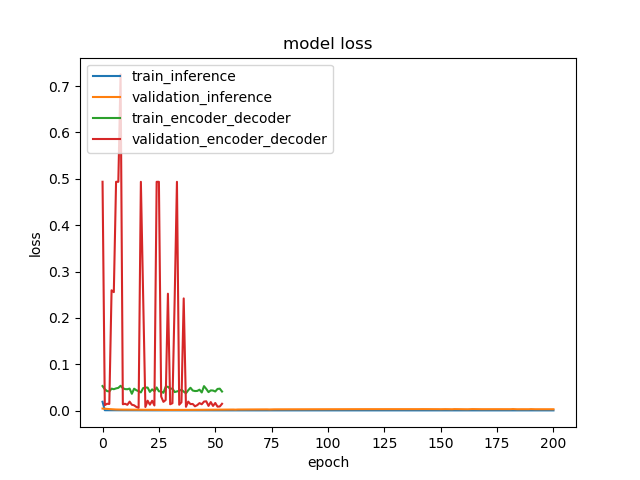 model loss
train_inference
validation_inference
train_encoder_decoder
validation_encoder_decoder
loss
0.7
0.6
0.5
0.4
0.3
0.2
0.1
0.0
0 25 50 75 100 125 150 175 200
epoch